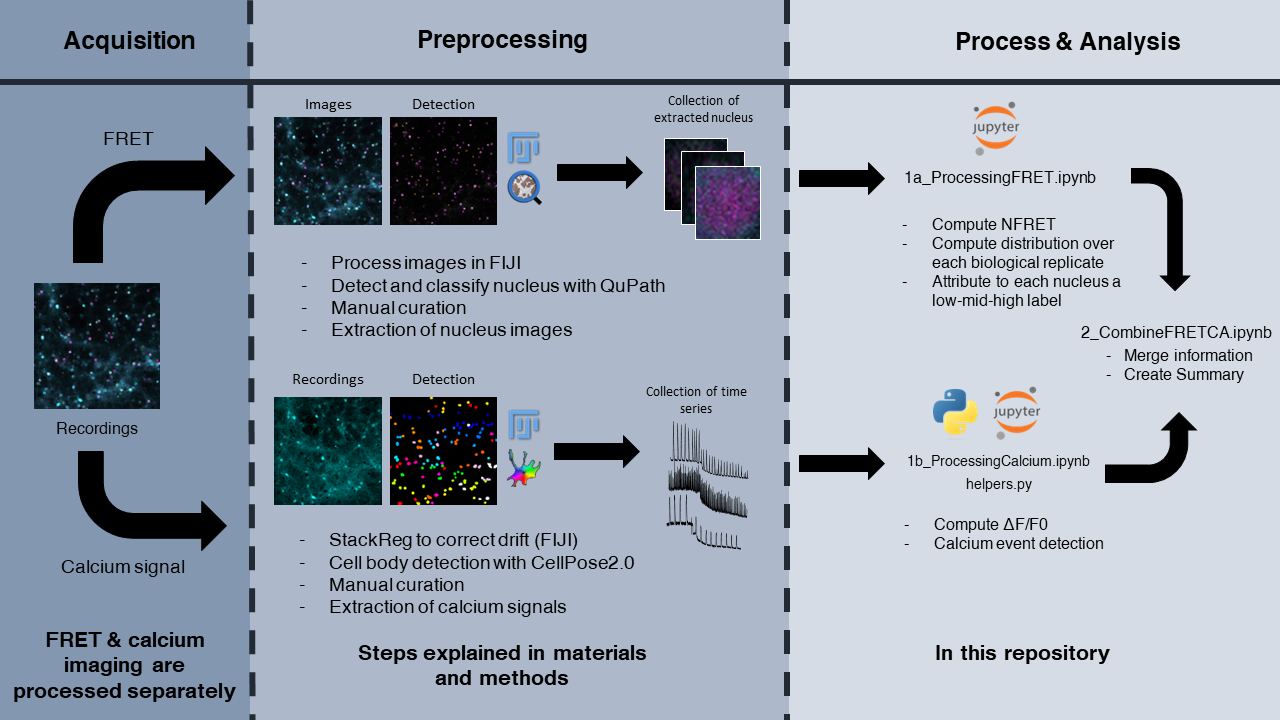 Acquisition
Preprocessing
Process & Analysis
FRET
Recordings
Calcium signal
FRET & calcium
imaging are
processed separately
Images
Detection
Collection of
extracted nucleus
- Process images in FIJI
- Detect and classify nucleus with QuPath
- Manual curation
- Extraction of nucleus images
Recordings
Detection
Collection of time
series
- StackReg to correct drift (FIJI)
- Cell body detection with CellPose2.0
- Manual curation
- Extraction of calcium signals
Steps explained in materials
and methods
jupyter
1a_ProcessingFRET.ipynb
- Compute NFRET
- Compute distribution over
each biological replicate
- Attribute to each nucleus a
low-mid-high label
2_CombineFRETCA.ipynb
- Merge information
- Create Summary
jupyter
1b_ProcessingCalcium.ipynb
helpers.py
- Compute ΔF/F0
- Calcium event detection
In this repository